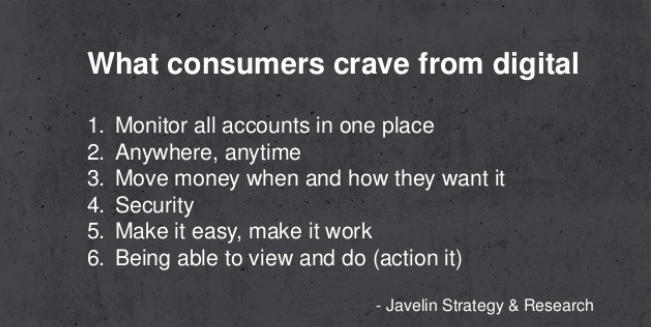 What consumers crave from digital
1. Monitor all accounts in one place
2. Anywhere, anytime
3. Move money when and how they want it
4. Security
5. Make it easy, make it work
6. Being able to view and do (action it)
- Javelin Strategy & Research